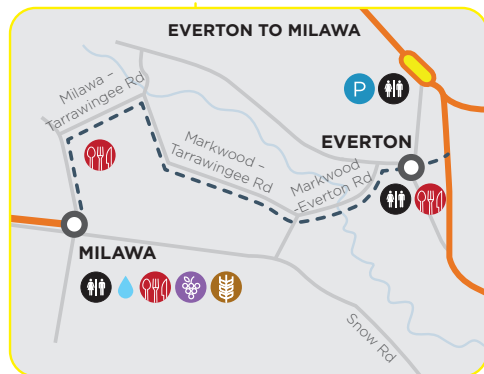 EVERTON TO MILAWA
Milawa –
Tarrawingee Rd
P
EVERTON
Markwood –
Tarrawingee Rd
Markwood
-Everton Rd
MILAWA
Snow Rd